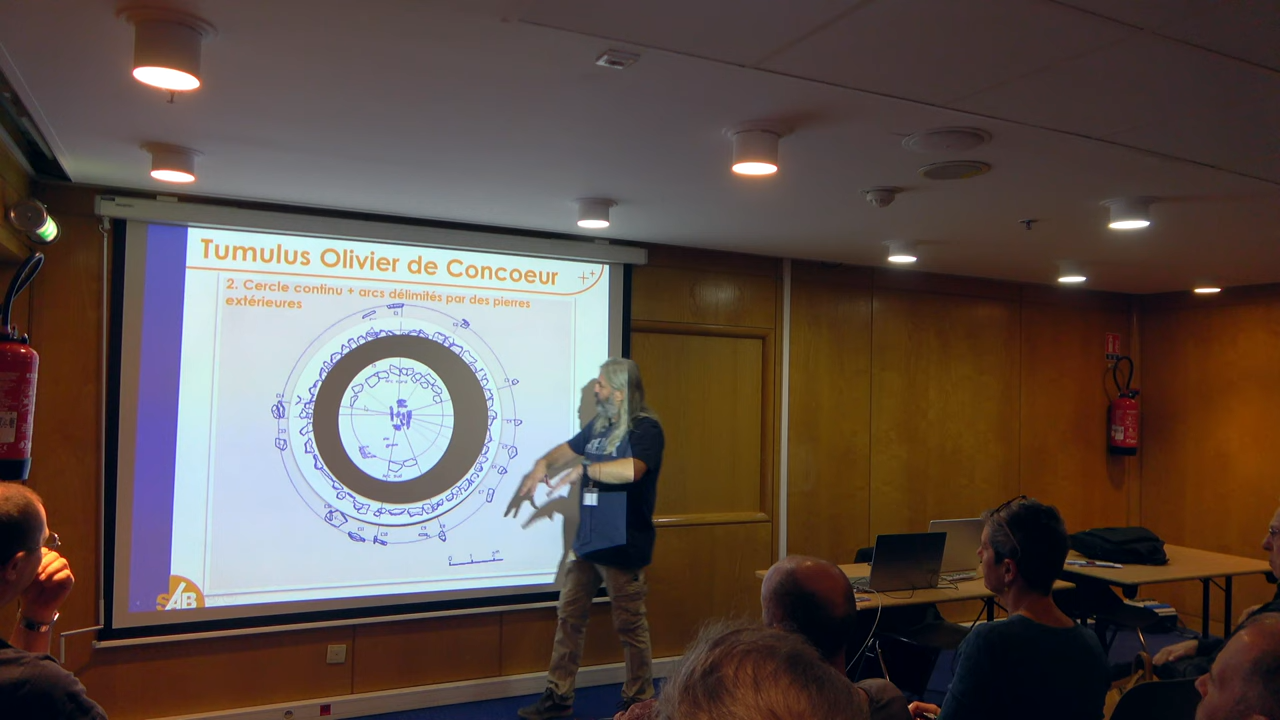 Tumulus Olivier de Concoeur
2. Cercle continu + arcs délimités par des pierres
extérieures
SAB